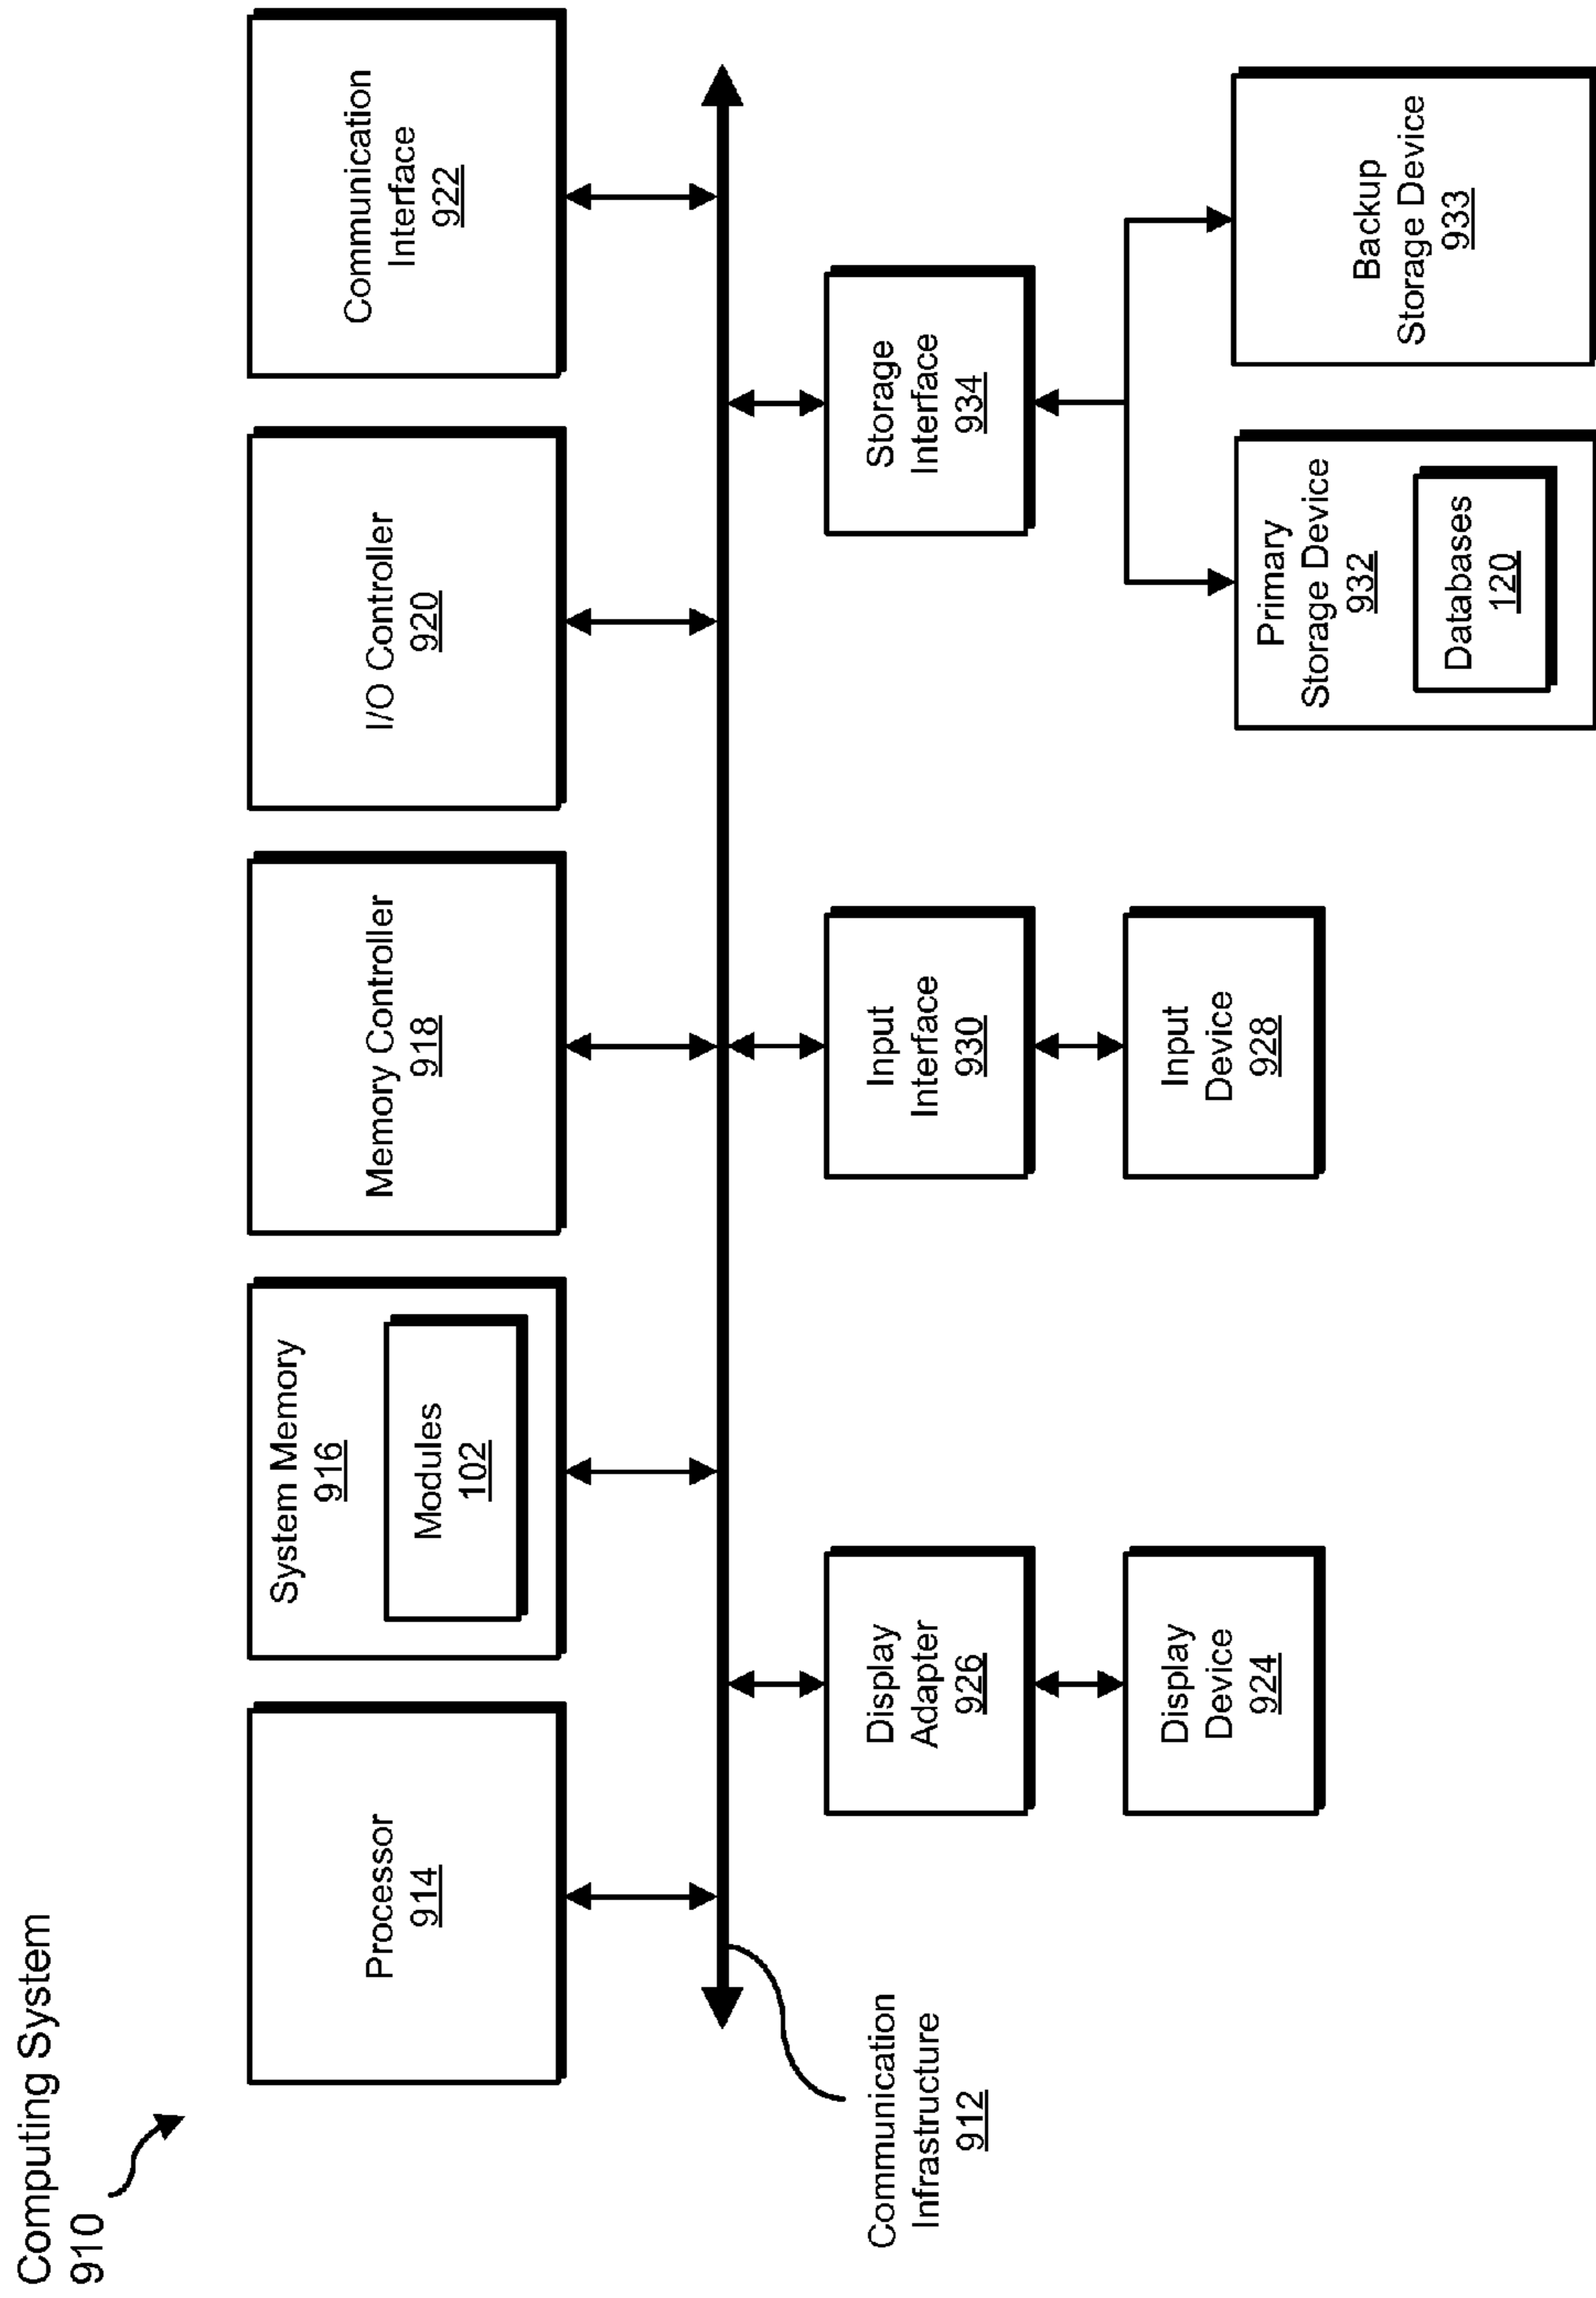 Computing System
910
Processor
914
System Memory
916
Modules
102
Memory Controller
918
I/O Controller
920
Communication
Interface
922
Communication
Infrastructure
912
Display
Adapter
926
Input
Interface
930
Storage
Interface
934
Display
Device
924
Input
Device
928
Primary
Storage Device
932
Databases
120
Backup
Storage Device
933